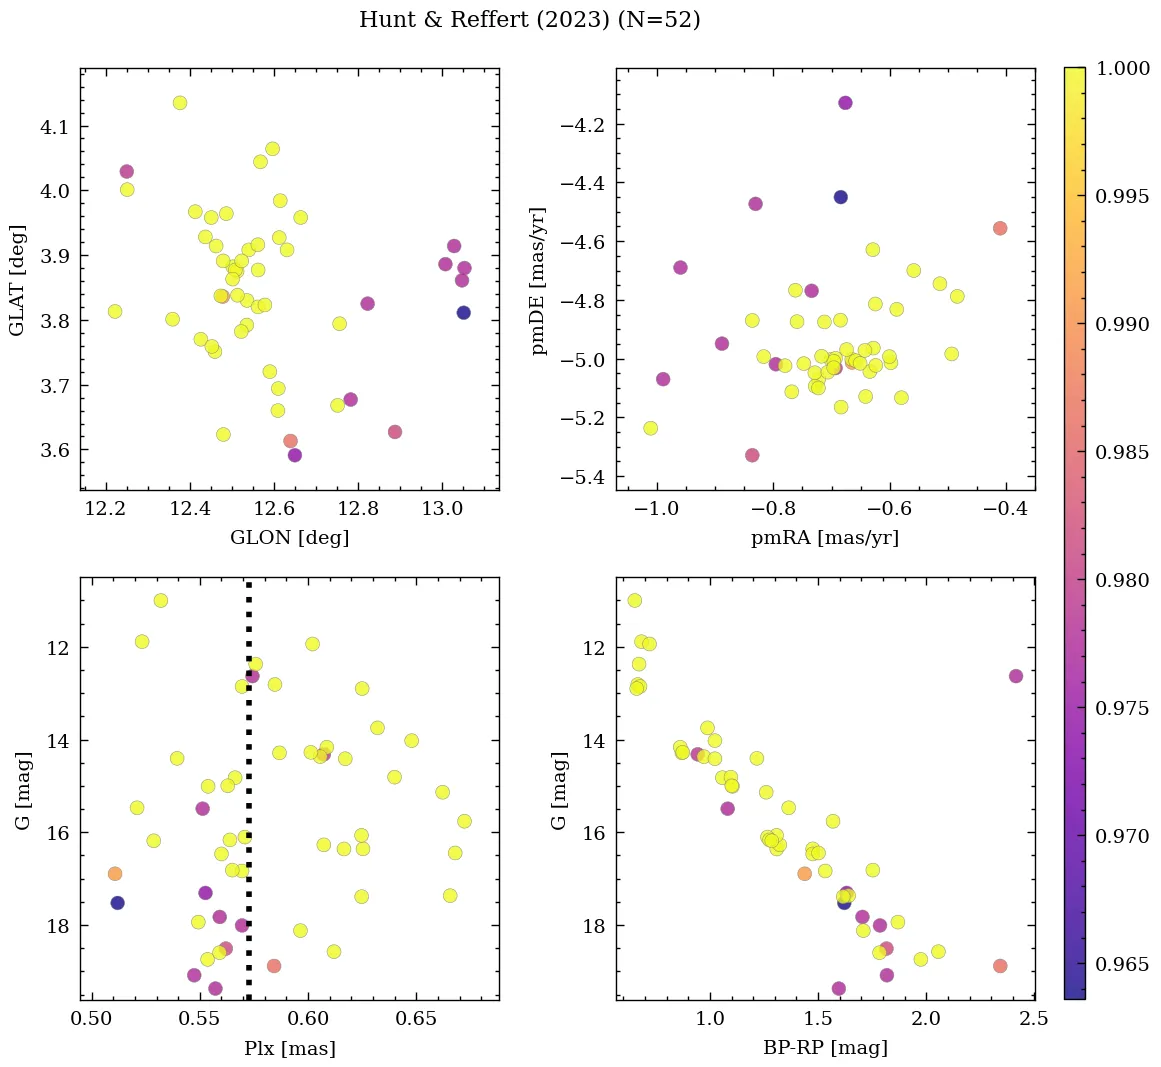 Hunt & Reffert (2023) (N=52)
4.1
4.0
3.9
3.8
3.7
3.6
GLAT [deg]
12.2 12.4 12.6 12.8 13.0
GLON [deg]
−4.2
−4.4
−4.6
−4.8
−5.0
−5.2
−5.4
pmDE [mas/yr]
−1.0 −0.8 −0.6 −0.4
pmRA [mas/yr]
12
14
16
18
G [mag]
0.50 0.55 0.60 0.65
Plx [mas]
12
14
16
18
G [mag]
1.0 1.5 2.0 2.5
BP-RP [mag]
1.000
0.995
0.990
0.985
0.980
0.975
0.970
0.965